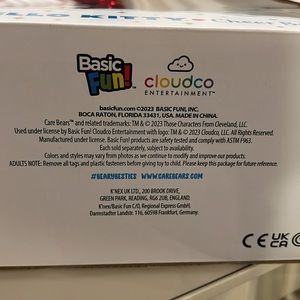 HELLO KITTY Cheer Bear
Basic Fun!
cloudco
ENTERTAINMENT™
basicfun.com ©2023 BASIC FUN!, INC.
BOCA RATON, FLORIDA 33431, USA. MADE IN CHINA.
Care Bears™ and related trademarks: TM & © 2023 Those Characters From Cleveland, LLC.
Used under license by Basic Fun! Cloudco Entertainment with logo: TM & © 2023 Cloudco, LLC. All Rights Reserved.
Manufactured under license. Basic Fun! products are safety tested and comply with ASTM F963.
Each sold separately, subject to availability.
Colors and styles may vary from photos as we continue to modify and improve our products.
ADULTS NOTE: Remove all tags and plastic fasteners before giving toy to child. Please keep this package for future reference.
#BEARYBESTIES WWW.CAREBEARS.COM
K'NEX UK LTD., 200 BROOK DRIVE,
GREEN PARK, READING, RG2 6UB, ENGLAND.
K'nex/Basic Fun C/O Regional Express GmbH,
Darmstadter Landstr. 116, 60598 Frankfurt, Germany.
CE UK CA